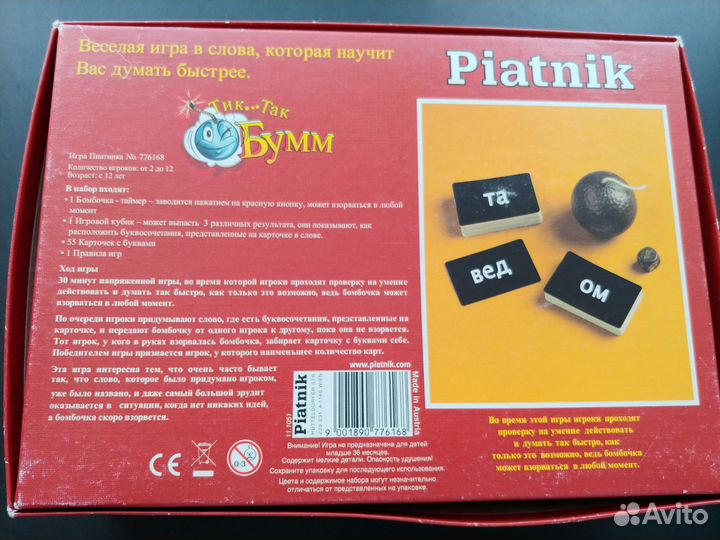 Веселая игра в слова, которая научит
Вас думать быстрее.
Piatnik
Тик...Так
Бумм
Игра Пиатника No. 776168
Количество игроков: от 2 до 12
Возраст: с 12 лет
В набор входит:
• 1 Бомбочка - таймер – заводится нажатием на красную кнопку, может взорваться в любой
момент
• 1 Игровой кубик – может выпасть 3 различных результата, они показывают, как
расположить буквосочетания, представленные на карточке в слове.
• 55 Карточек с буквами
• 1 Правила игр
Ход игры
30 минут напряженной игры, во время которой игроки проходят проверку на умение
действовать и думать так быстро, как только это возможно, ведь бомбочка может
взорваться в любой момент.
По очереди игроки придумывают слово, где есть буквосочетания, представленные на
карточке, и передают бомбочку от одного игрока к другому, пока она не взорвется.
Тот игрок, у кого в руках взорвалась бомбочка, забирает карточку с буквами себе.
Победителем игры признается игрок, у которого наименьшее количество карт.
Эта игра интересна тем, что очень часто бывает
так, что слово, которое было придумано игроком,
уже было названо, и даже самый большой эрудит
оказывается в ситуации, когда нет никаких идей,
а бомбочка скоро взорвется.
www.piatnik.com
11.1051
Piatnik
HÜTTELDORFER STR.
229-231 A-1140 WIEN
9 001890 776168
Made in Austria
CE
0-3
Внимание! Игра не предназначена для детей
младше 36 месяцев.
Содержит мелкие детали. Опасность удушения!
Сохраните упаковку для последующего использования.
Цвета и содержимое набора могут незначительно
отличаться от представленных на упаковке.
та
вед
ом
Во время этой игры игроки проходят
проверку на умение действовать
и думать так быстро, как
только это возможно, ведь бомбочка
может взорваться в любой момент.
Avito